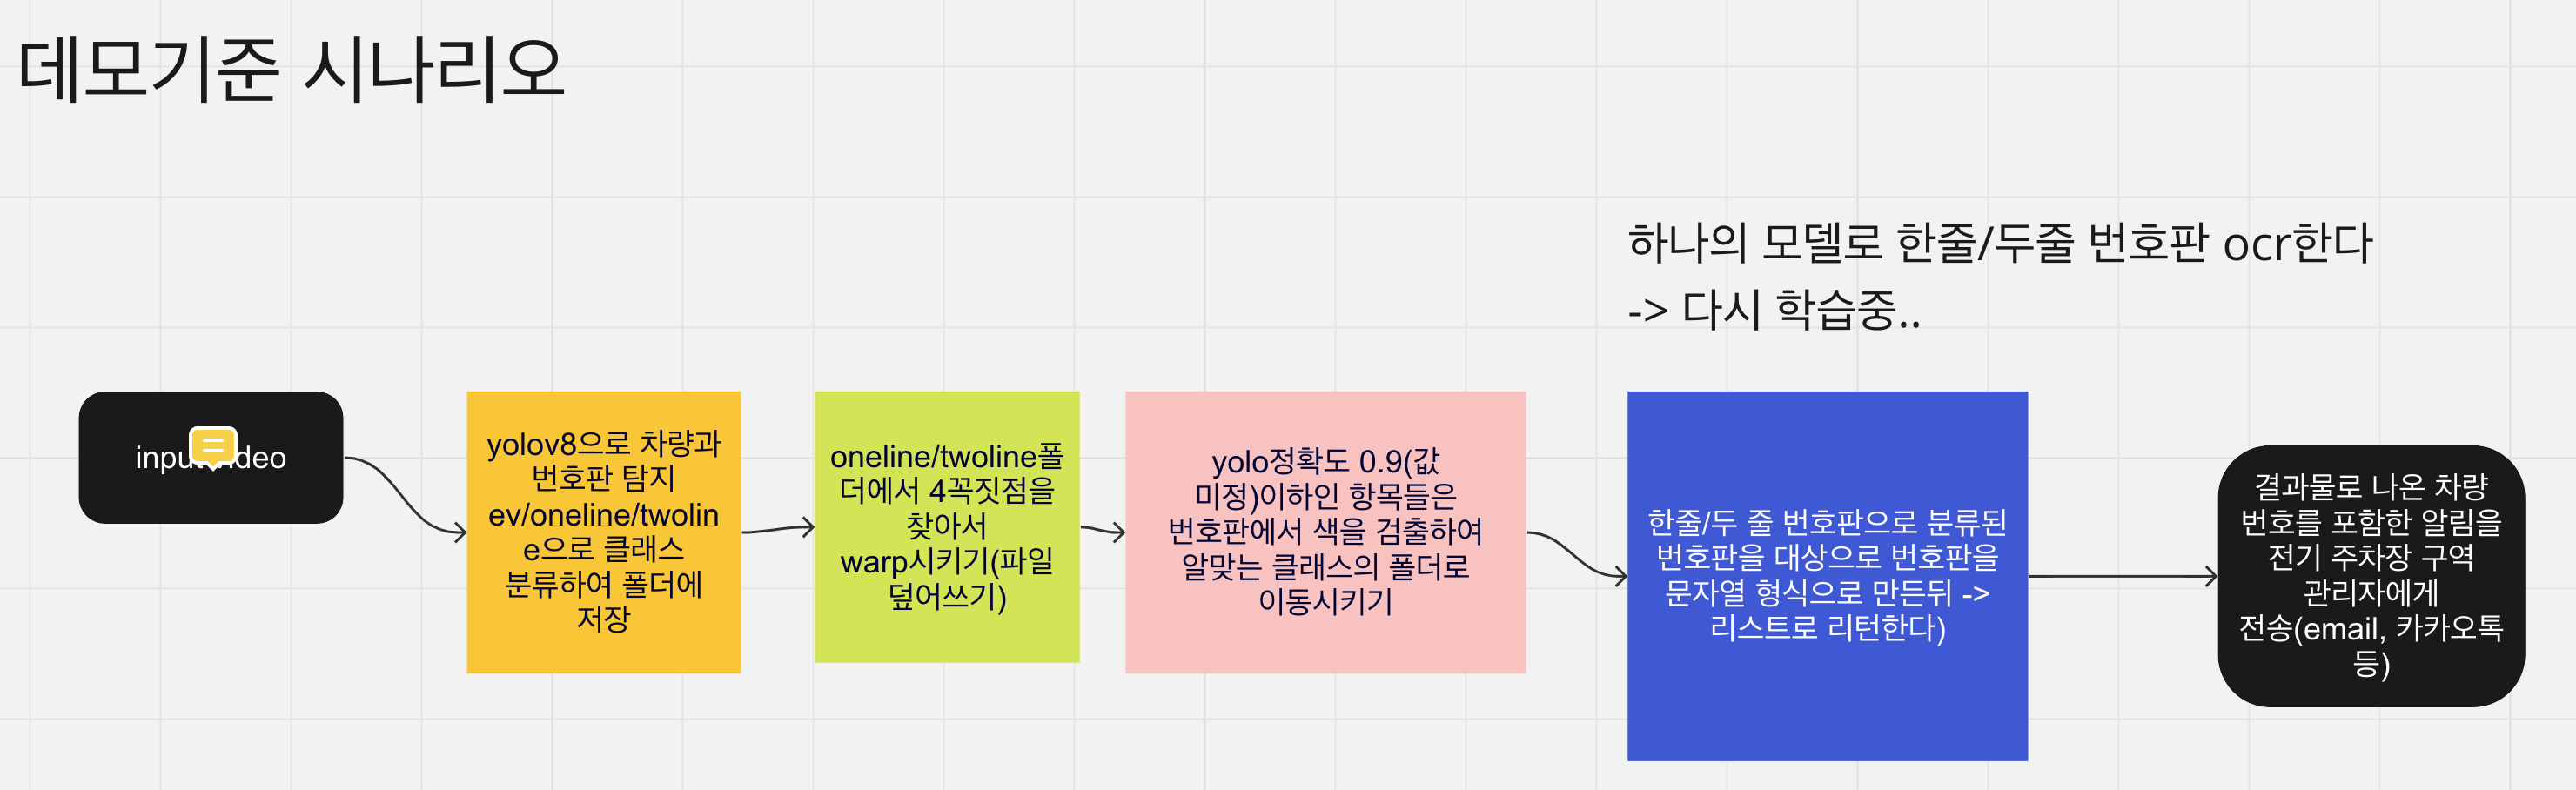 데모기준 시나리오
하나의 모델로 한줄/두줄 번호판 ocr한다
-> 다시 학습중..
input
yolov8으로 차량과
번호판 탐지
ev/oneline/twolin
e으로 클래스
분류하여 폴더에
저장
oneline/twoline폴
더에서 4꼭짓점을
찾아서
warp시키기(파일
덮어쓰기)
yolo정확도 0.9(값
미정)이하인 항목들은
번호판에서 색을 검출하여
알맞는 클래스의 폴더로
이동시키기
한줄/두 줄 번호판으로 분류된
번호판을 대상으로 번호판을
문자열 형식으로 만든뒤 ->
리스트로 리턴한다)
결과물로 나온 차량
번호를 포함한 알림을
전기 주차장 구역
관리자에게
전송(email, 카카오톡
등)